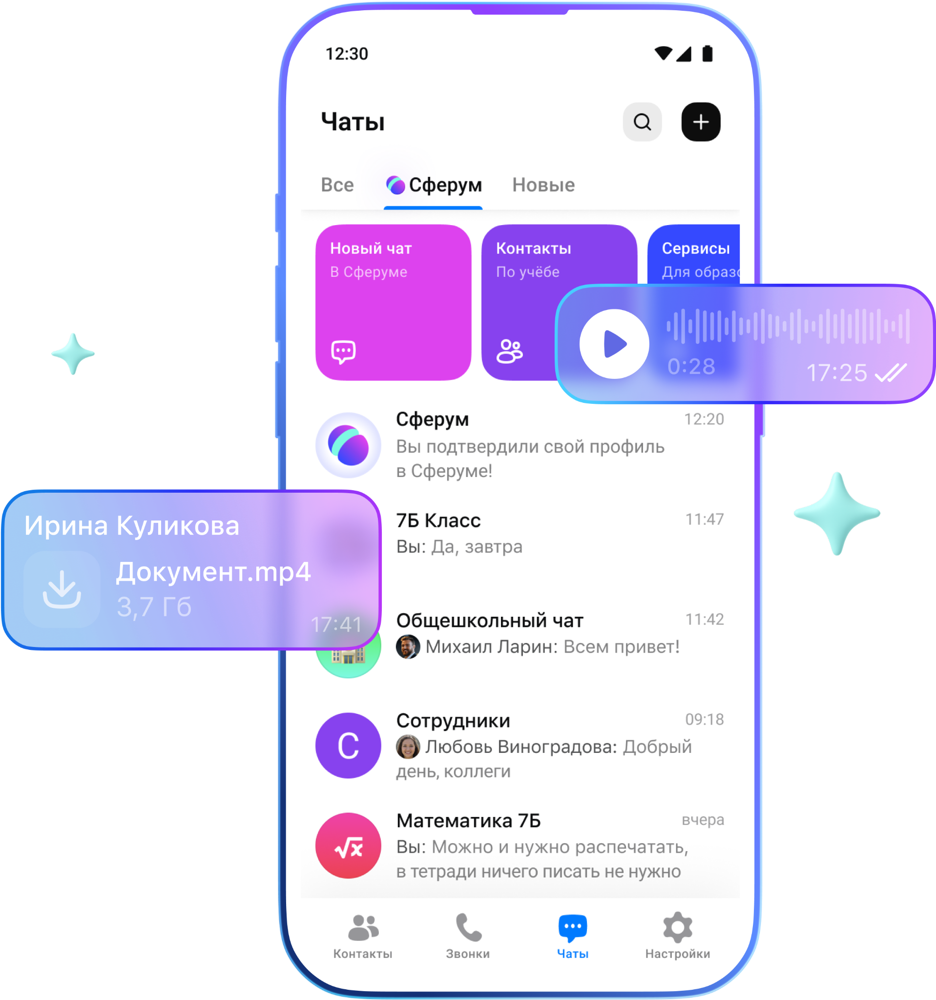 12:30
Чаты
Все
Сферум
Новые
Новый чат
В Сферуме
Контакты
По учёбе
Сервисы
Для образо
0:28
17:25
Сферум
12:20
Вы подтвердили свой профиль
в Сферуме!
7Б Класс
11:47
Вы: Да, завтра
Ирина Куликова
Документ.mp4
3,7 Гб
17:41
Общешкольный чат
11:42
Михаил Ларин: Всем привет!
С
Сотрудники
09:18
Любовь Виноградова: Добрый
день, коллеги
√x
Математика 7Б
вчера
Вы: Можно и нужно распечатать,
в тетради ничего писать не нужно
Контакты
Звонки
Чаты
Настройки